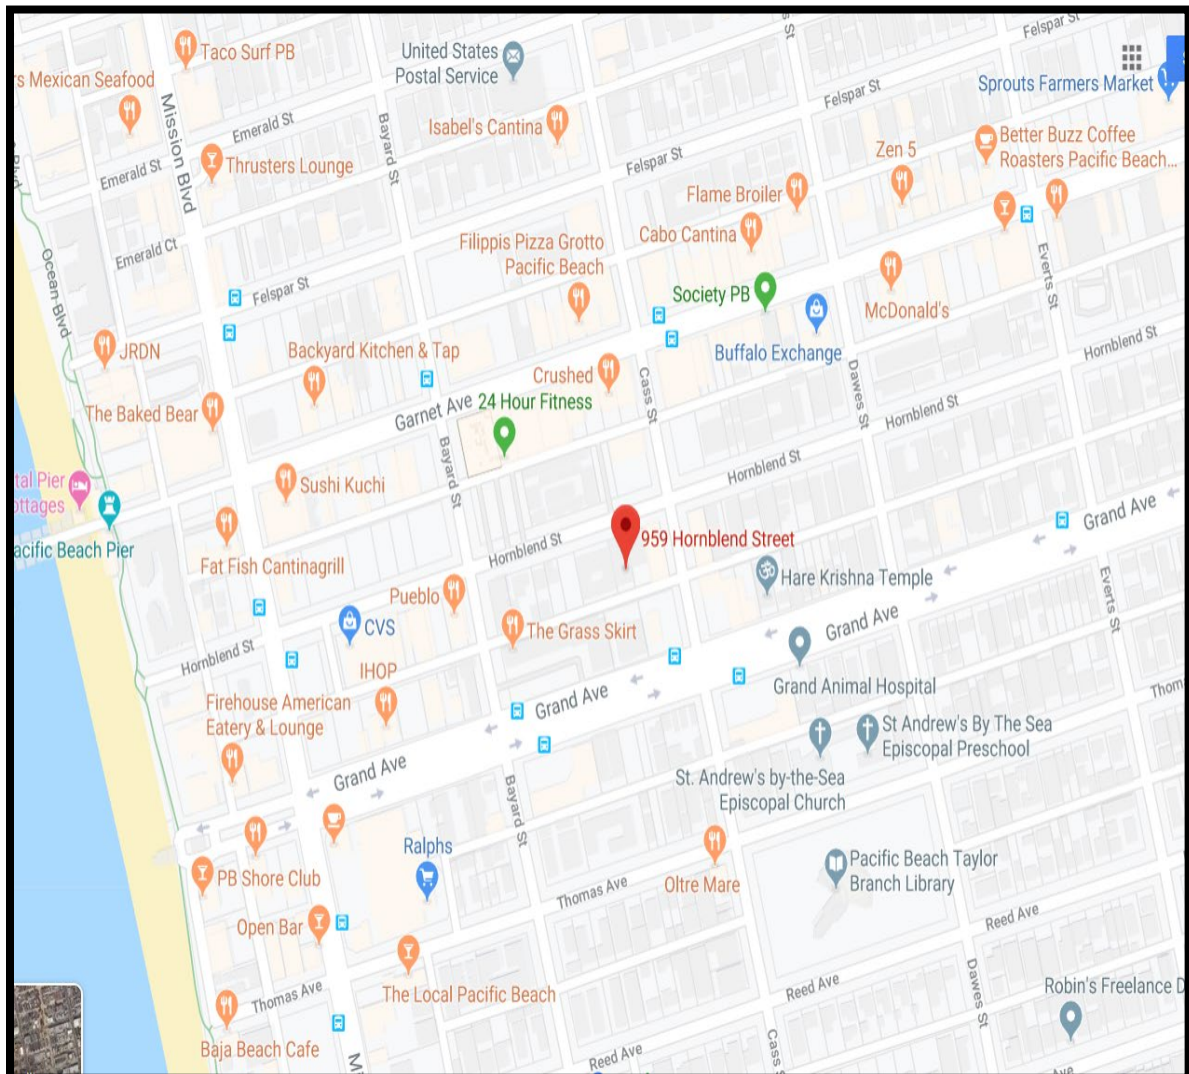 Felspar St
Taco Surf PB
United States
Postal Service
rs Mexican Seafood
Sprouts Farmers Market
Felspar St
Mission Blvd
Emerald St
Bayard St
Isabel's Cantina
Better Buzz Coffee
Roasters Pacific Beach...
Zen 5
Emerald St
Thrusters Lounge
Felspar St
Flame Broiler
Cabo Cantina
Filippis Pizza Grotto
Pacific Beach
Emerald Ct
Ocean Blvd
Everts St
Felspar St
Society PB
McDonald's
JRDN
Backyard Kitchen & Tap
Buffalo Exchange
Hornblend St
Crushed
Cass St
Dawes St
The Baked Bear
Garnet Ave
24 Hour Fitness
Hornblend St
Bayard St
Hornblend St
Sushi Kuchi
tal Pier
ottages
Grand Ave
acific Beach Pier
Hornblend St
959 Hornblend Street
Fat Fish Cantinagrill
Hare Krishna Temple
Pueblo
Everts St
CVS
The Grass Skirt
Grand Ave
Hornblend St
IHOP
Grand Animal Hospital
Thom
Firehouse American
Eatery & Lounge
Grand Ave
St Andrew's By The Sea
Episcopal Preschool
Grand Ave
St. Andrew's by-the-Sea
Episcopal Church
Bayard St
Ralphs
PB Shore Club
Pacific Beach Taylor
Branch Library
Oltre Mare
Thomas Ave
Open Bar
Reed Ave
Thomas Ave
The Local Pacific Beach
Reed Ave
Dawes St
Robin's Freelance D
Baja Beach Cafe
Reed Ave
Cass S
Mi